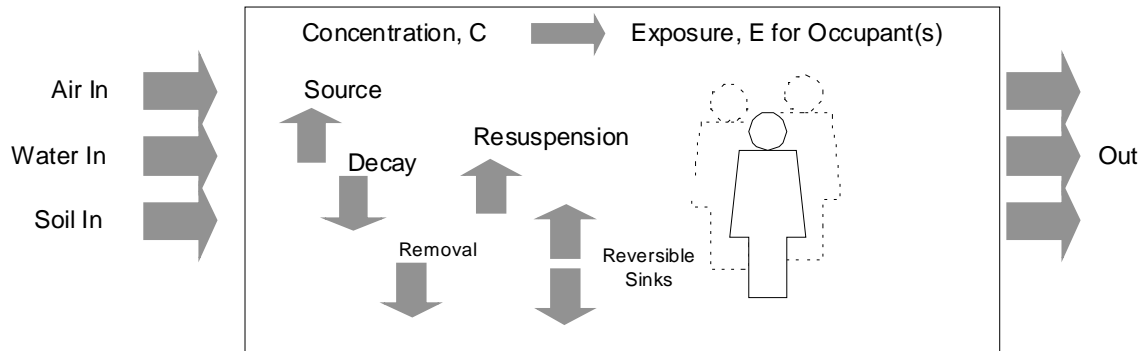 Concentration, C
Exposure, E for Occupant(s)
Air In
Source
Resuspension
Water In
Decay
Out
Soil In
Removal
Reversible
Sinks